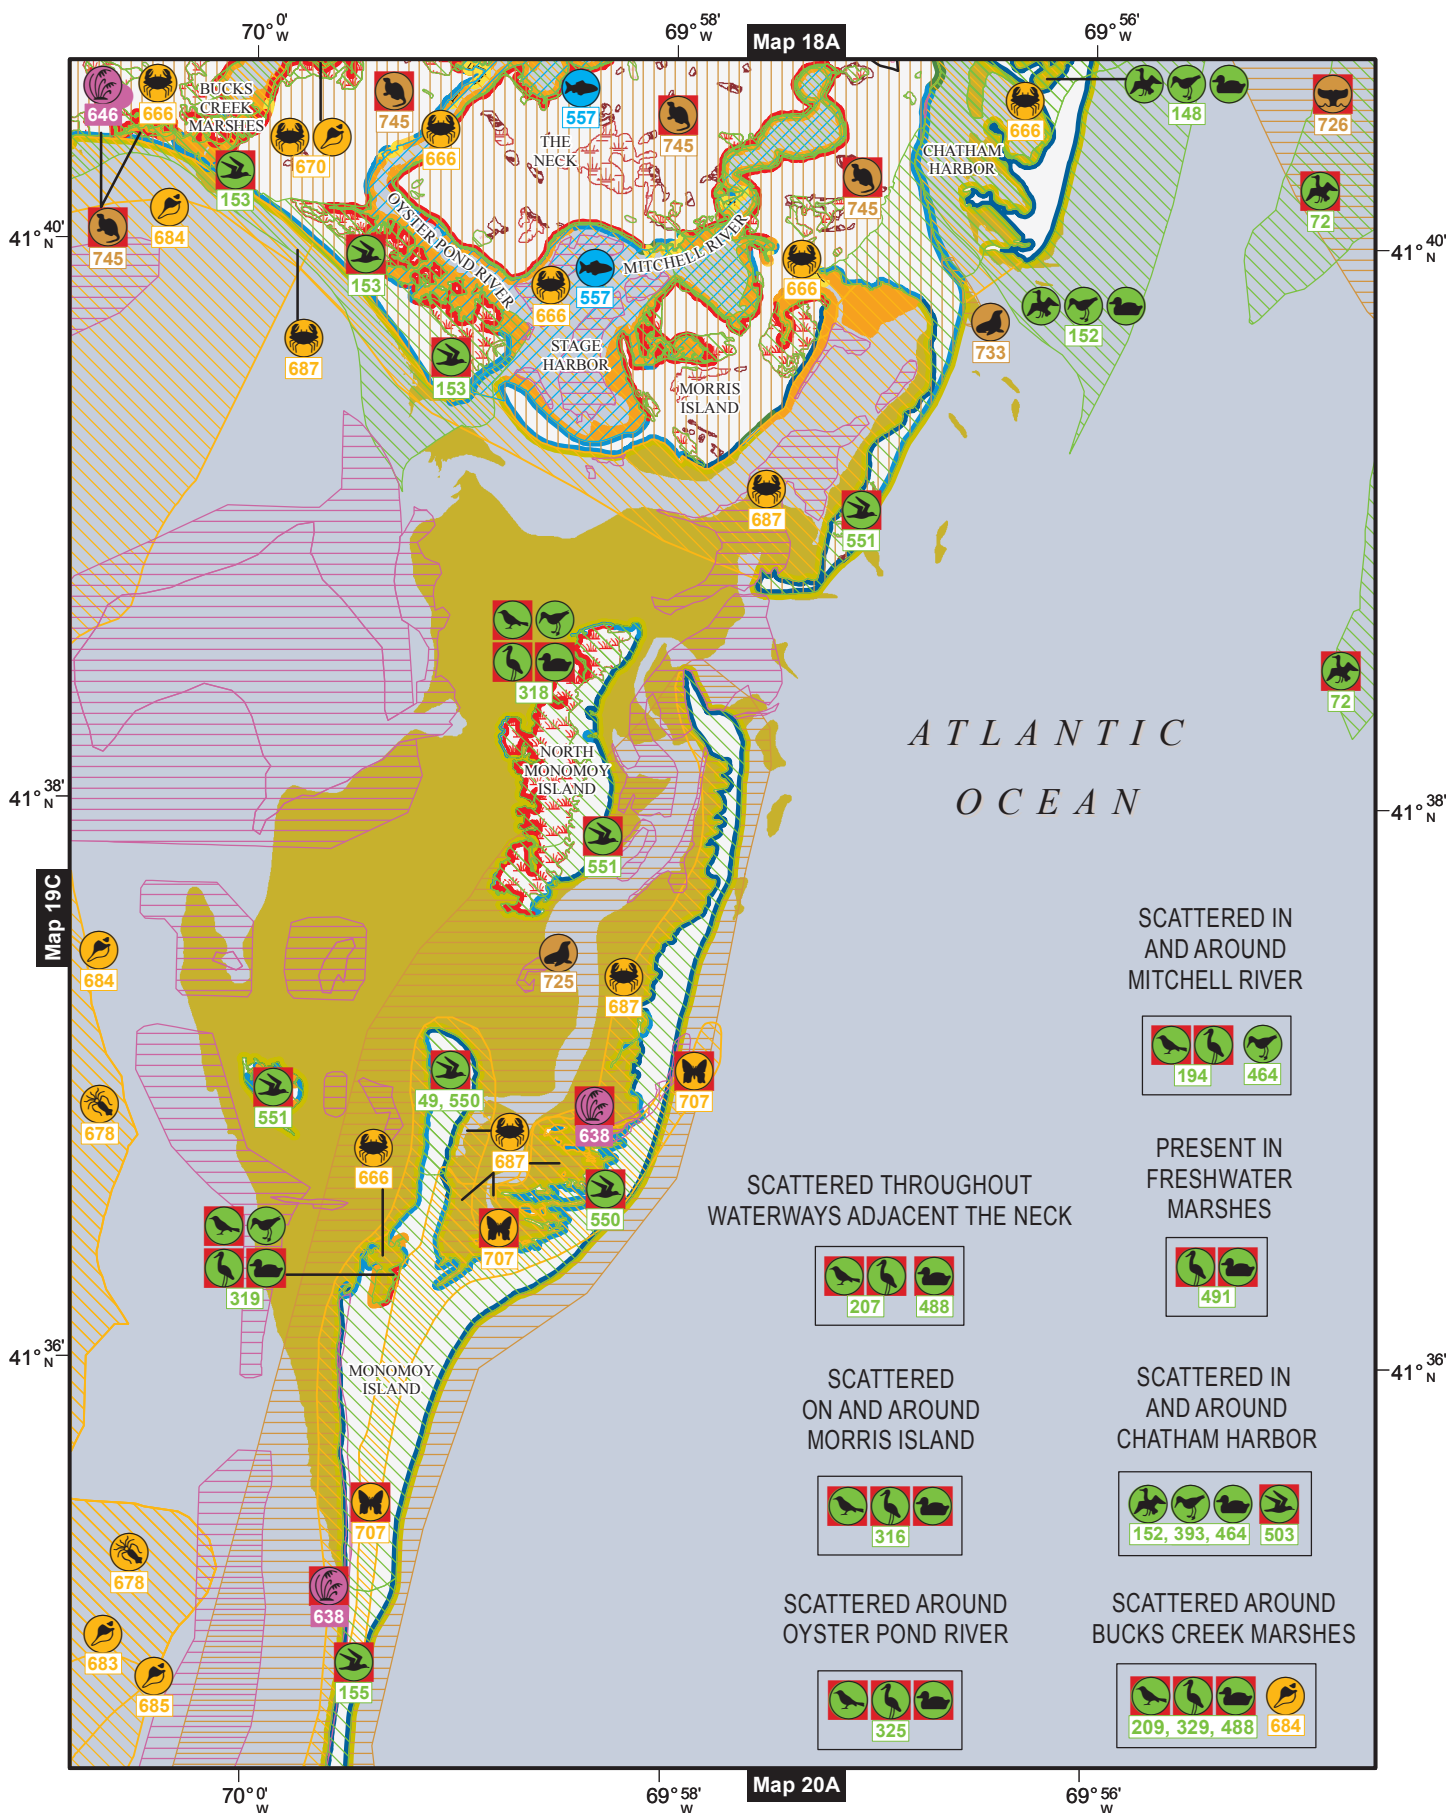 70° 0' W
69° 58' W
69° 56' W
Map 18A
646
666
BUCKS
CREEK
MARSHES
670
745
666
557
THE
NECK
745
666
CHATHAM
HARBOR
148
726
153
745
72
684
745
41° 40' N
41° 40' N
OYSTER POND RIVER
MITCHELL RIVER
153
666
557
666
687
153
STAGE
HARBOR
MORRIS
ISLAND
733
152
687
551
318
72
NORTH
MONOMOY
ISLAND
551
ATLANTIC
OCEAN
41° 38' N
41° 38' N
Map 19C
684
725
687
SCATTERED IN
AND AROUND
MITCHELL RIVER
194
464
678
551
49, 550
638
707
666
687
550
707
319
SCATTERED THROUGHOUT
WATERWAYS ADJACENT THE NECK
207
488
PRESENT IN
FRESHWATER
MARSHES
491
41° 36' N
41° 36' N
MONOMOY
ISLAND
SCATTERED
ON AND AROUND
MORRIS ISLAND
316
SCATTERED IN
AND AROUND
CHATHAM HARBOR
152, 393, 464
503
707
678
638
683
685
155
SCATTERED AROUND
OYSTER POND RIVER
325
SCATTERED AROUND
BUCKS CREEK MARSHES
209, 329, 488
684
70° 0' W
69° 58' W
69° 56' W
Map 20A